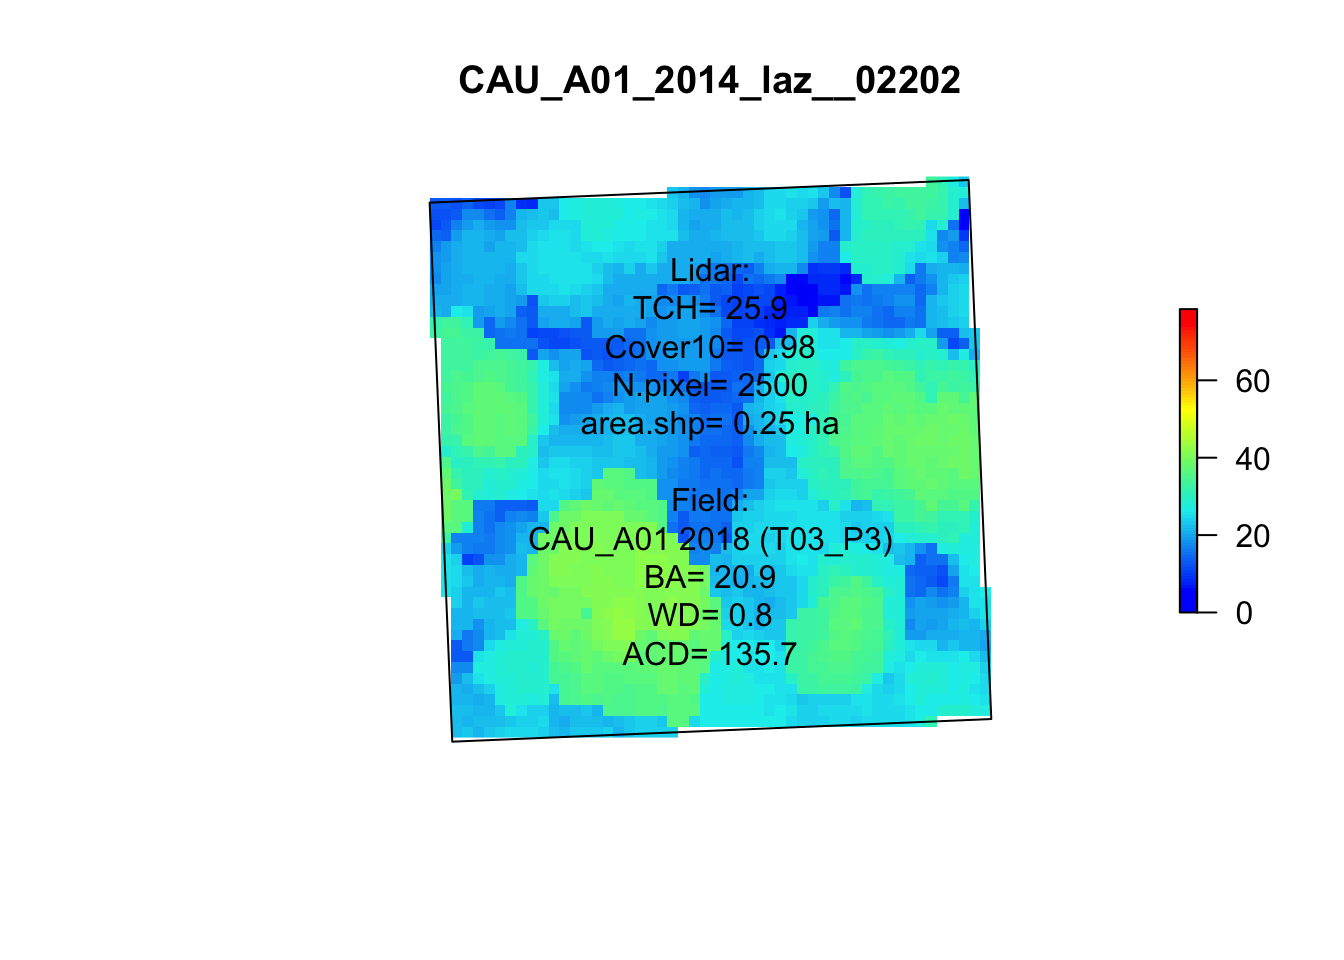 CAU_A01_2014_laz__02202
Lidar:
TCH= 25.9
Cover10= 0.98
N.pixel= 2500
area.shp= 0.25 ha
Field:
CAU_A01 2018 (T03_P3)
BA= 20.9
WD= 0.8
ACD= 135.7
60
40
20
0